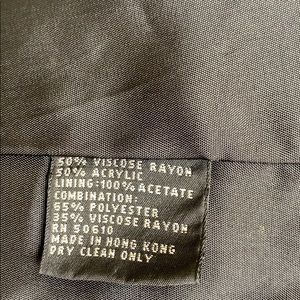 50% VISCOSE RAYON
50% ACRYLIC
LINING:100% ACETATE
COMBINATION:
65% POLYESTER
35% VISCOSE RAYON
RN 50610
MADE IN HONG KONG
DRY CLEAN ONLY